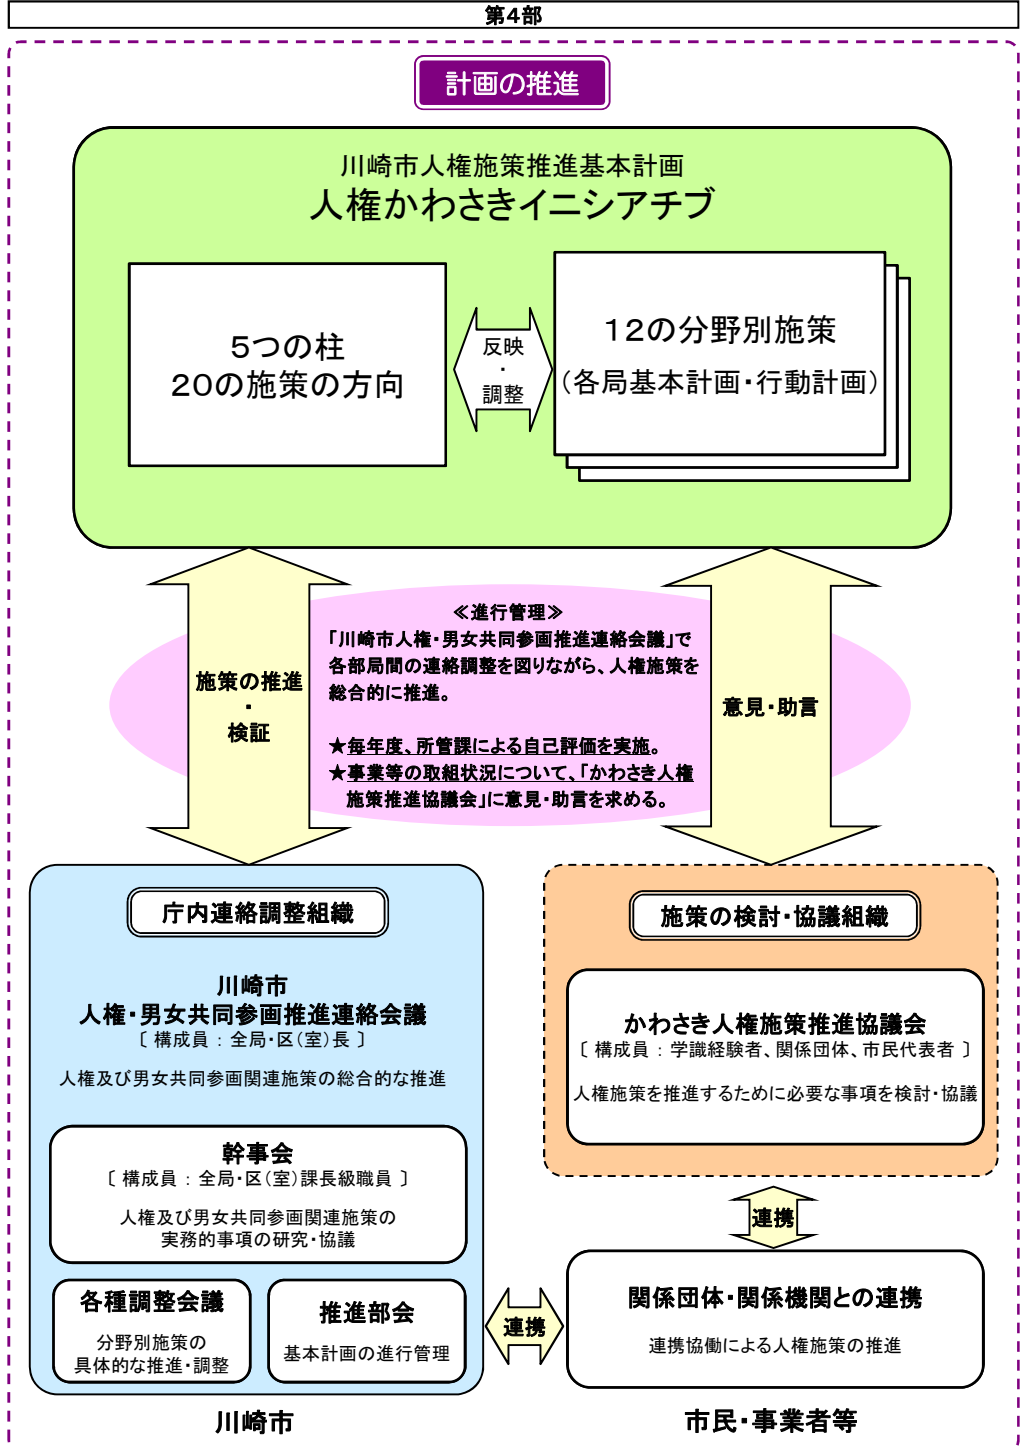 第4部
計画の推進
川崎市人権施策推進基本計画
人権かわさきイニシアチブ
5つの柱
20の施策の方向
反映
・
調整
12の分野別施策
(各局基本計画・行動計画)
≪進行管理≫
「川崎市人権・男女共同参画推進連絡会議」で
各部局間の連絡調整を図りながら、人権施策を
総合的に推進。
★毎年度、所管課による自己評価を実施。
★事業等の取組状況について、「かわさき人権
施策推進協議会」に意見・助言を求める。
施策の推進
・
検証
意見・助言
庁内連絡調整組織
川崎市
人権・男女共同参画推進連絡会議
〔 構成員 : 全局・区(室)長 〕
人権及び男女共同参画関連施策の総合的な推進
幹事会
〔 構成員 : 全局・区(室)課長級職員 〕
人権及び男女共同参画関連施策の
実務的事項の研究・協議
各種調整会議
分野別施策の
具体的な推進・調整
推進部会
基本計画の進行管理
川崎市
施策の検討・協議組織
かわさき人権施策推進協議会
〔 構成員 : 学識経験者、関係団体、市民代表者 〕
人権施策を推進するために必要な事項を検討・協議
連携
連携
関係団体・関係機関との連携
連携協働による人権施策の推進
市民・事業者等